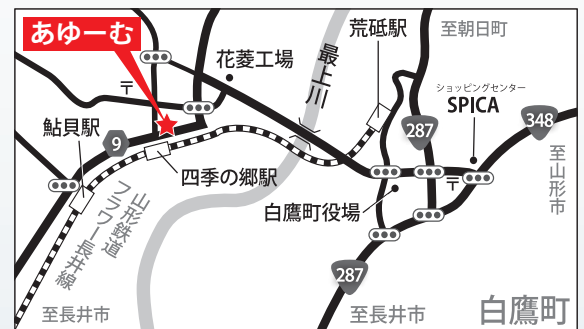 あゆーむ
花菱工場
最上川
荒砥駅
至朝日町
ショッピングセンター
SPICA
348
287
〒
鮎貝駅
9
四季の郷駅
白鷹町役場
〒
至山形市
山形鉄道
フラワー長井線
287
至長井市
至長井市
白鷹町